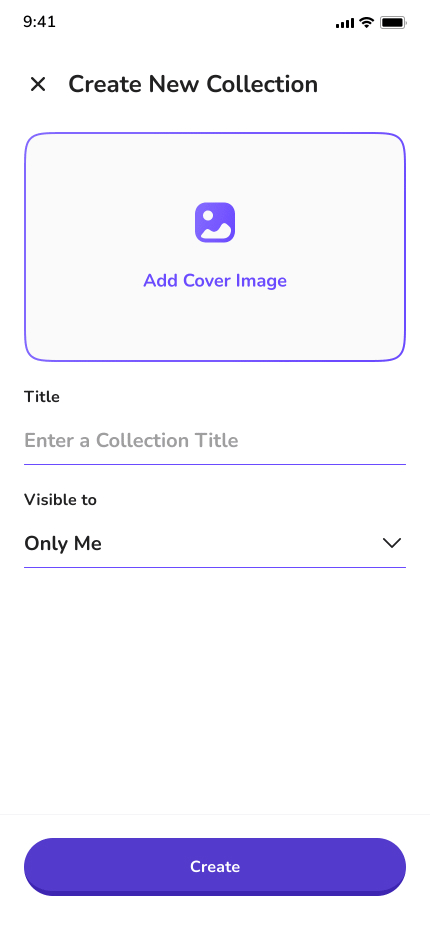 9:41
Create New Collection
Add Cover Image
Title
Enter a Collection Title
Visible to
Only Me
Create